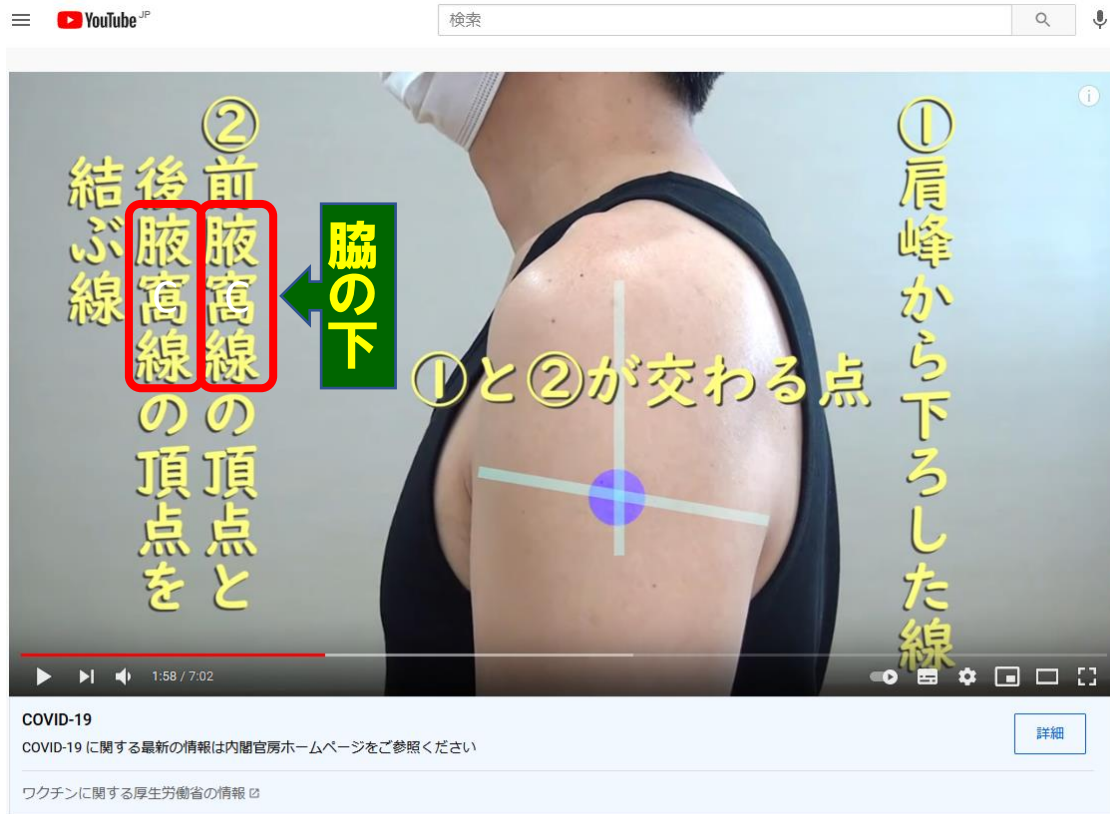 YouTube JP
検索
①肩峰から下ろした線
②前腋窩線の頂点と
後腋窩線の頂点を
結ぶ線
C C
脇の下
①と②が交わる点
1:58 / 7:02
COVID-19
COVID-19 に関する最新の情報は内閣官房ホームページをご参照ください
詳細
ワクチンに関する厚生労働省の情報